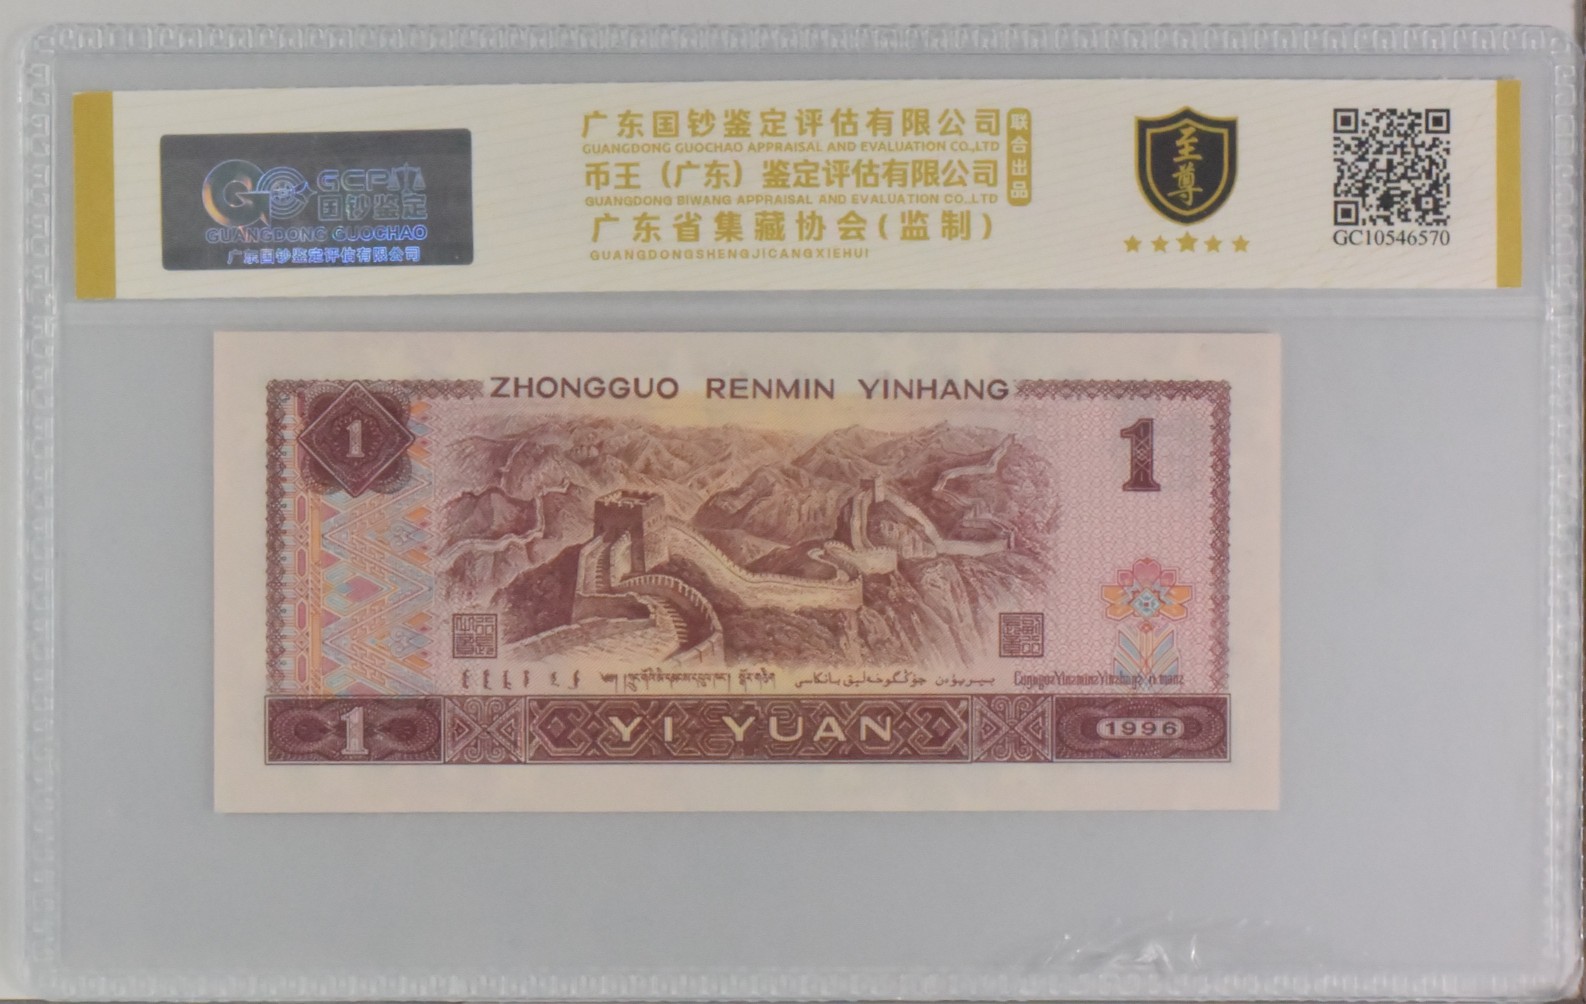 GCP
国钞鉴定
GUANGDONG GUOCHAO
广东国钞鉴定评估有限公司
广东国钞鉴定评估有限公司
GUANGDONG GUOCHAO APPRAISAL AND EVALUATION CO.,LTD
币王（广东）鉴定评估有限公司
GUANGDONG BIWANG APPRAISAL AND EVALUATION CO.,LTD
联合出品
广东省集藏协会(监制)
GUANGDONGSHENGJICANGXIEHUI
至尊
GC10546570
ZHONGGUO RENMIN YINHANG
1
1
1
YI YUAN
1996